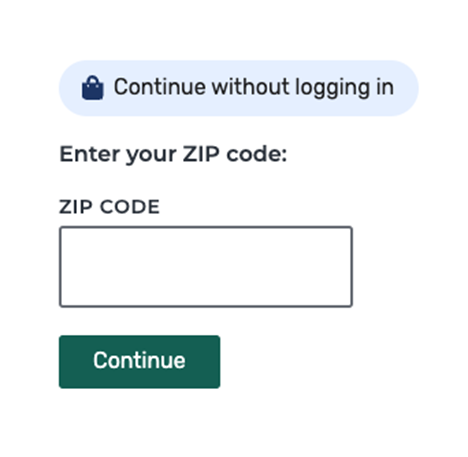 Continue without logging in
Enter your ZIP code:
ZIP CODE
Continue